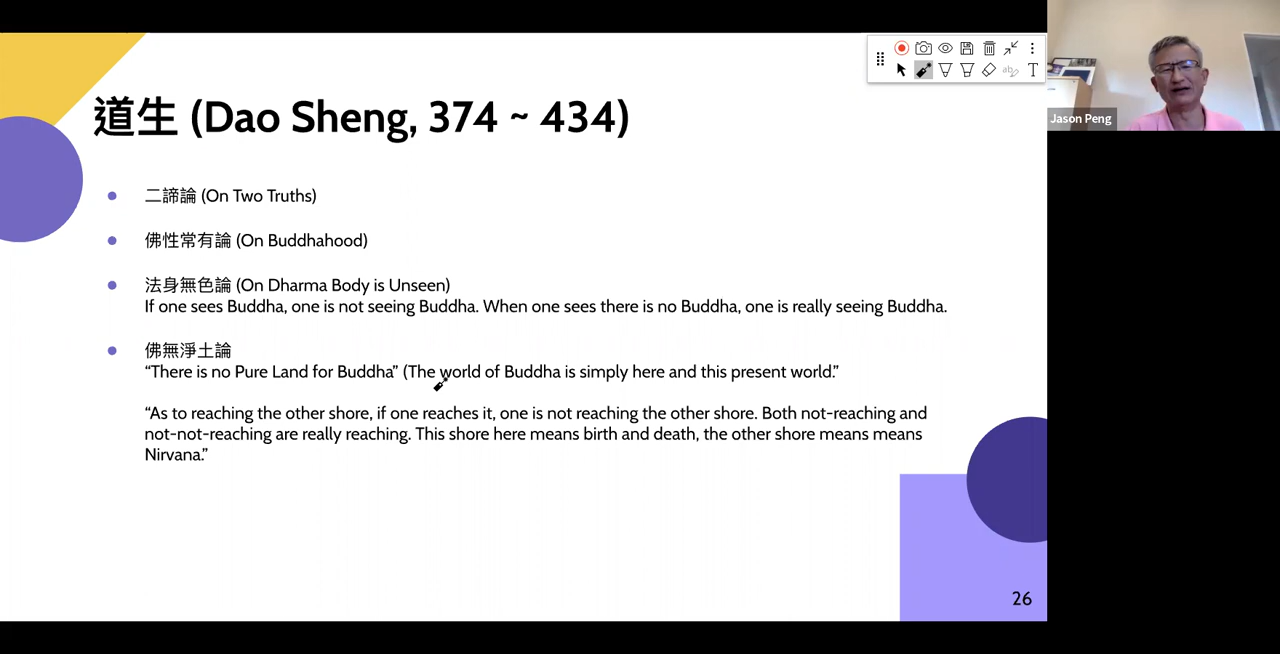 道生 (Dao Sheng, 374 ~ 434)
二諦論 (On Two Truths)
佛性常有論 (On Buddhahood)
法身無色論 (On Dharma Body is Unseen)
If one sees Buddha, one is not seeing Buddha. When one sees there is no Buddha, one is really seeing Buddha.
佛無淨土論
“There is no Pure Land for Buddha” (The world of Buddha is simply here and this present world.”
“As to reaching the other shore, if one reaches it, one is not reaching the other shore. Both not-reaching and
not-not-reaching are really reaching. This shore here means birth and death, the other shore means means
Nirvana.”
26
ab
T
Jason Peng